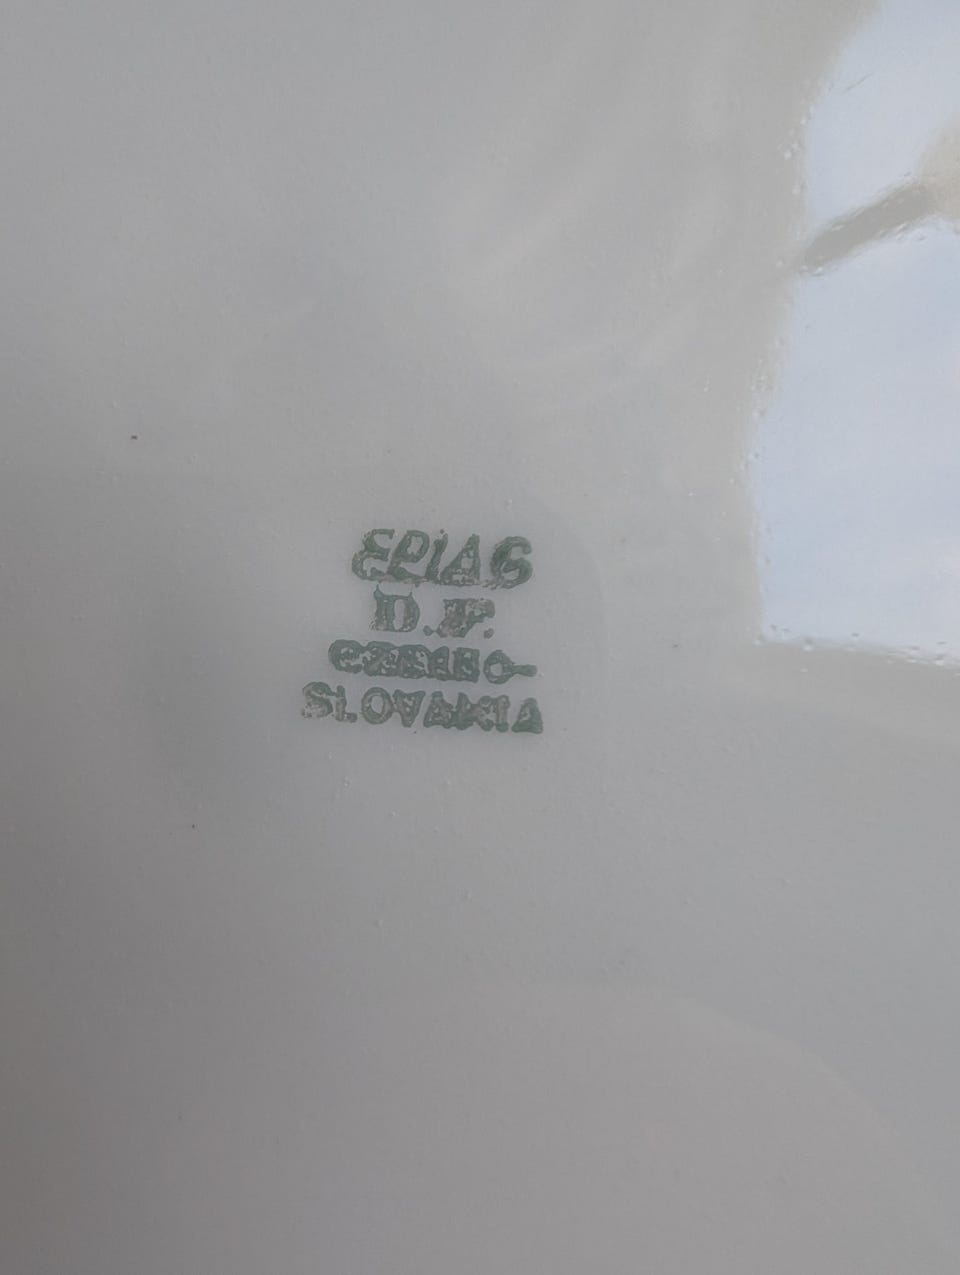 EPIAG
D.F.
CZECHO-
SLOVAKIA